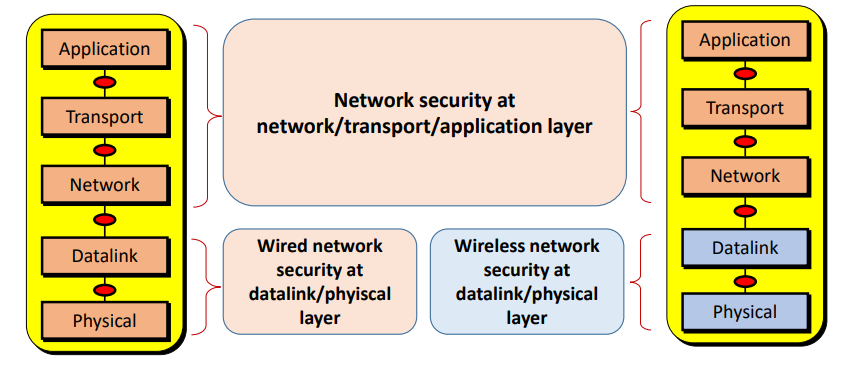 Application
Transport
Network
Datalink
Physical
Network security at
network/transport/application layer
Wired network
security at
datalink/phyiscal
layer
Wireless network
security at
datalink/physical
layer
Application
Transport
Network
Datalink
Physical